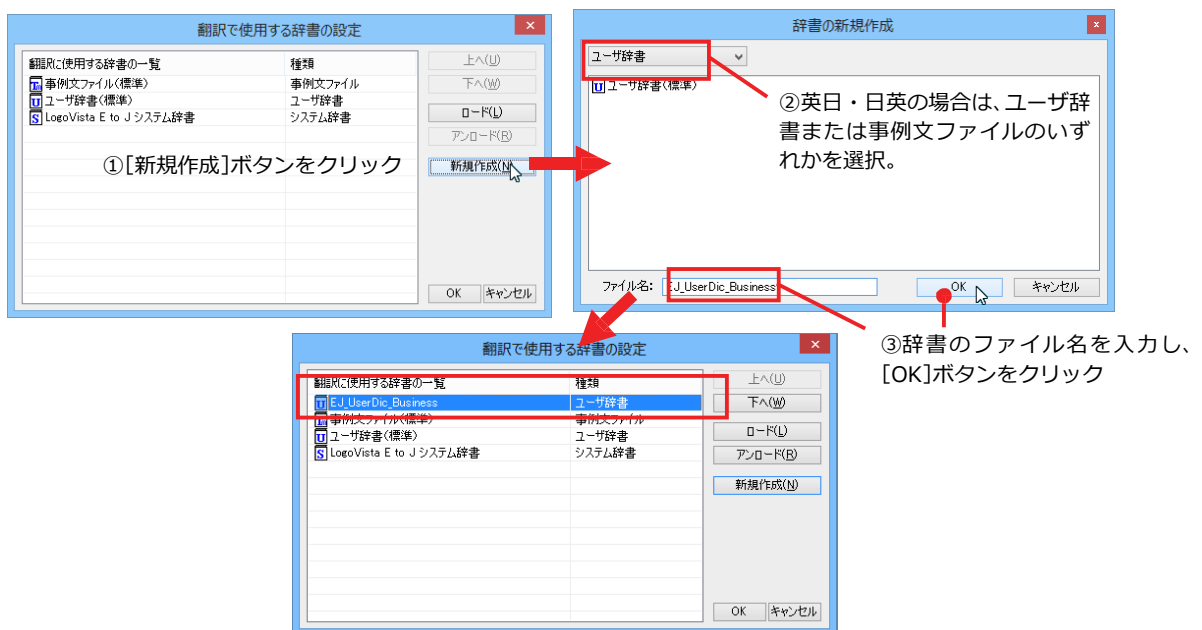 翻訳で使用する辞書の設定
翻訳に使用する辞書の一覧 種類
事例文ファイル(標準) 事例文ファイル
ユーザ辞書(標準) ユーザ辞書
LogoVista E to J システム辞書 システム辞書
上へ(U)
下へ(W)
ロード(L)
アンロード(R)
新規作成(N)
OK キャンセル
①[新規作成]ボタンをクリック
辞書の新規作成
ユーザ辞書
ユーザ辞書(標準)
②英日・日英の場合は、ユーザ辞
書または事例文ファイルのいず
れかを選択。
ファイル名: EJ_UserDic_Business OK キャンセル
③辞書のファイル名を入力し、
[OK]ボタンをクリック
翻訳で使用する辞書の設定
翻訳に使用する辞書の一覧 種類
EJ_UserDic_Business ユーザ辞書
事例文ファイル(標準) 事例文ファイル
ユーザ辞書(標準) ユーザ辞書
LogoVista E to J システム辞書 システム辞書
上へ(U)
下へ(W)
ロード(L)
アンロード(R)
新規作成(N)
OK キャンセル